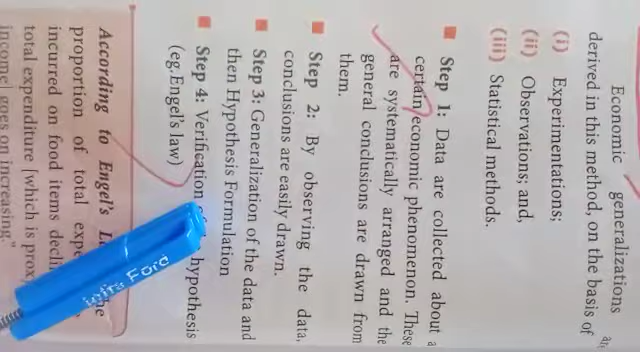 Economic generalizations are
derived in this method, on the basis of
(i) Experimentations;
(ii) Observations; and,
(iii) Statistical methods.
Step 1: Data are collected about a
certain economic phenomenon. These
are systematically arranged and the
general conclusions are drawn from
them.
Step 2: By observing the data,
conclusions are easily drawn.
Step 3: Generalization of the data and
then Hypothesis Formulation
Step 4: Verification hypothesis
(eg.Engel's law)
According to Engel's
proportion of total
incurred on food items
total expenditure [which is
income] goes on increasing.